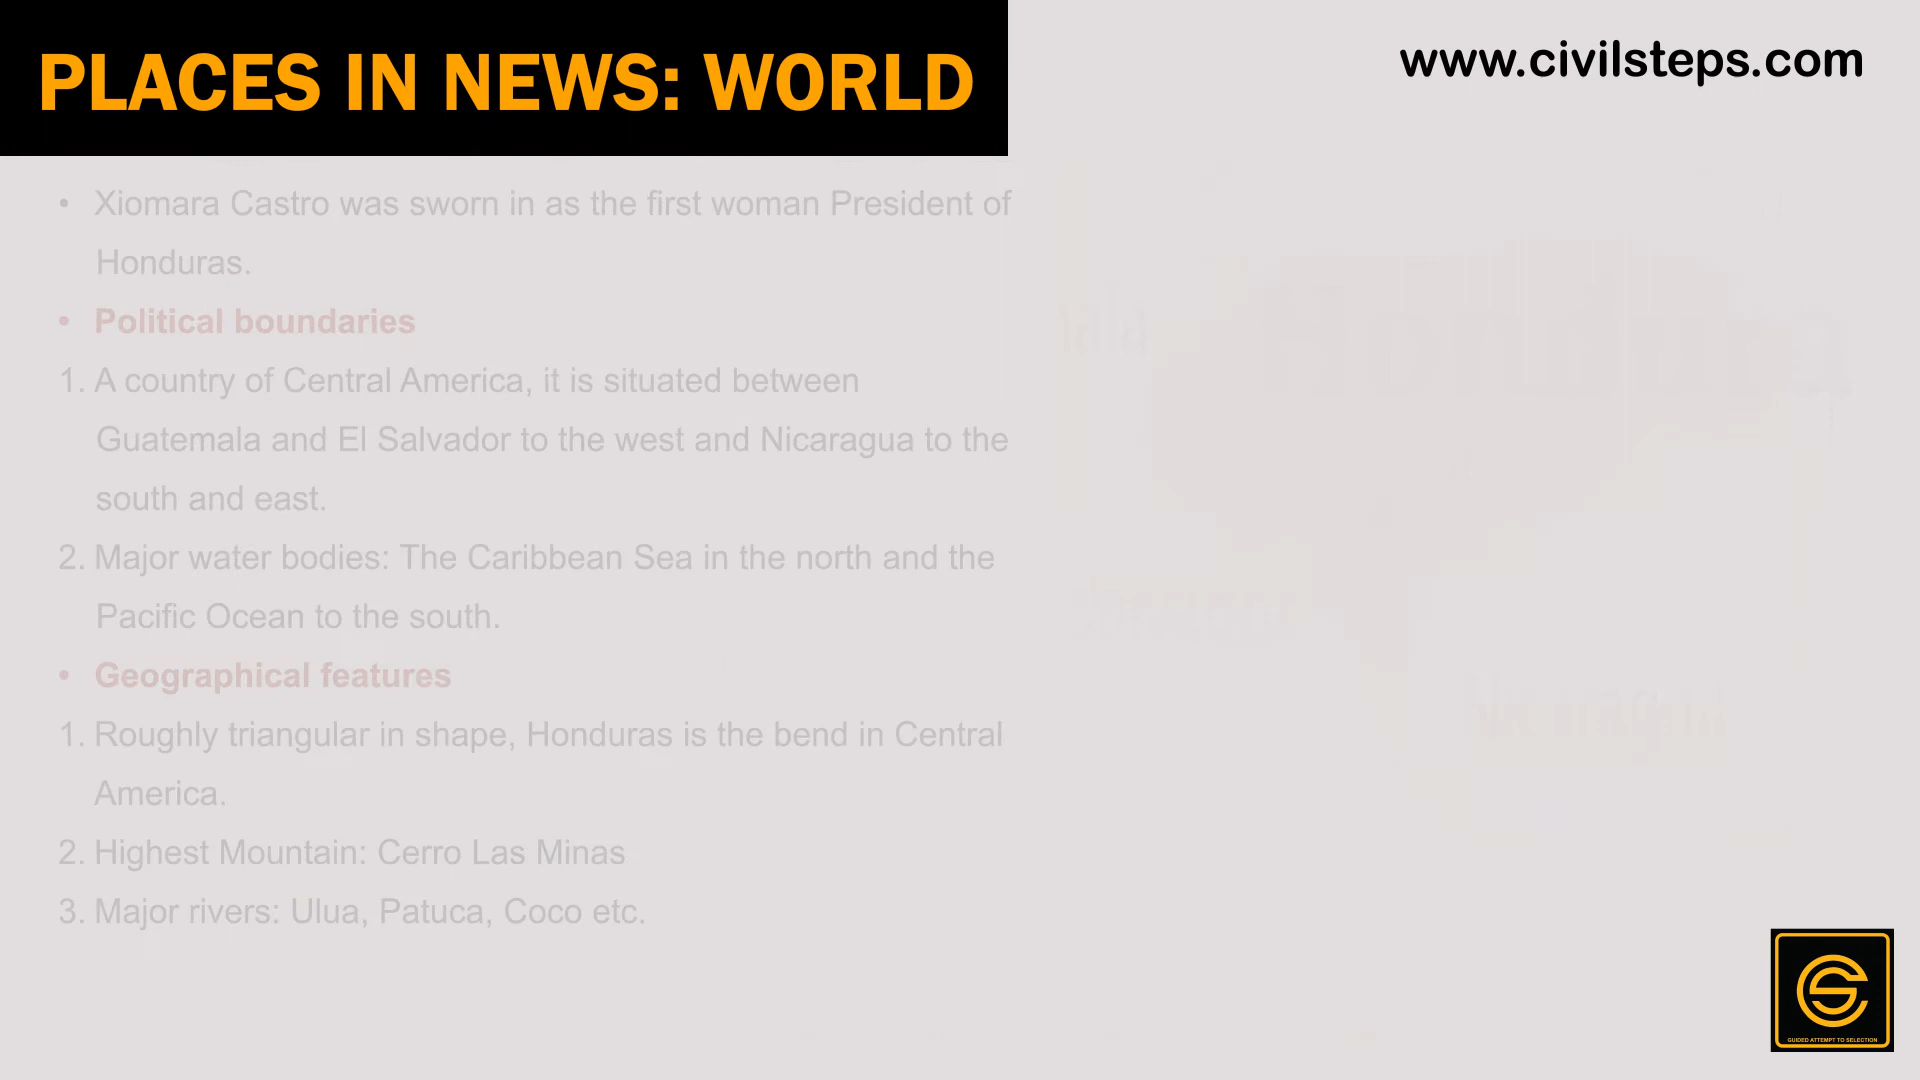 PLACES IN NEWS: WORLD
www.civilsteps.com
• Xiomara Castro was sworn in as the first woman President of
Honduras.
• Political boundaries
1. A country of Central America, it is situated between
Guatemala and El Salvador to the west and Nicaragua to the
south and east.
2. Major water bodies: The Caribbean Sea in the north and the
Pacific Ocean to the south.
• Geographical features
1. Roughly triangular in shape, Honduras is the bend in Central
America.
2. Highest Mountain: Cerro Las Minas
3. Major rivers: Ulua, Patuca, Coco etc.
GUIDED ATTEMPT TO SELECTION